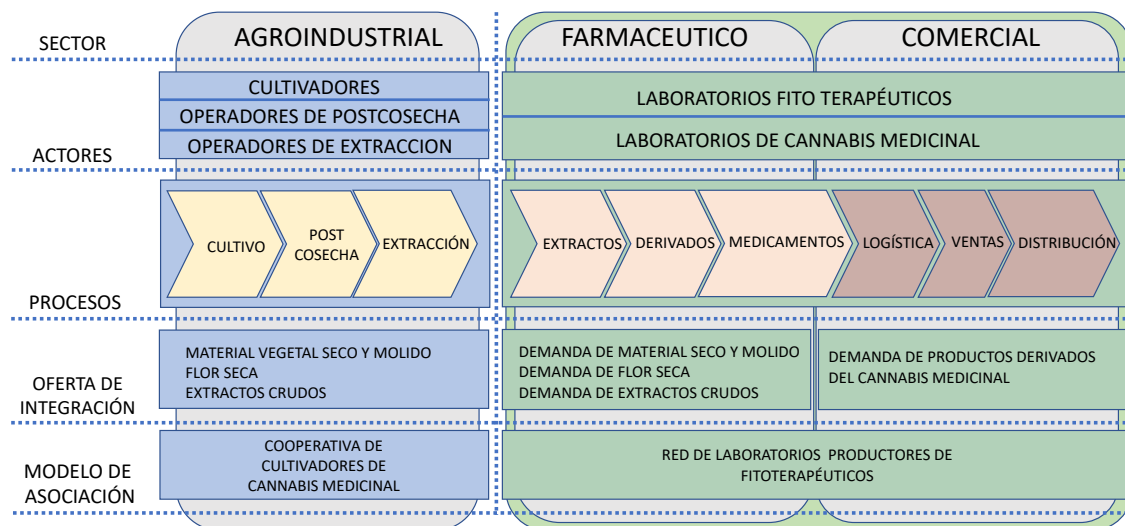 SECTOR
AGROINDUSTRIAL
FARMACEUTICO
COMERCIAL
ACTORES
CULTIVADORES
OPERADORES DE POSTCOSECHA
OPERADORES DE EXTRACCION
LABORATORIOS FITO TERAPÉUTICOS
LABORATORIOS DE CANNABIS MEDICINAL
PROCESOS
CULTIVO
POST
COSECHA
EXTRACCIÓN
EXTRACTOS
DERIVADOS
MEDICAMENTOS
LOGÍSTICA
VENTAS
DISTRIBUCIÓN
OFERTA DE
INTEGRACIÓN
MATERIAL VEGETAL SECO Y MOLIDO
FLOR SECA
EXTRACTOS CRUDOS
DEMANDA DE MATERIAL SECO Y MOLIDO
DEMANDA DE FLOR SECA
DEMANDA DE EXTRACTOS CRUDOS
DEMANDA DE PRODUCTOS DERIVADOS
DEL CANNABIS MEDICINAL
MODELO DE
ASOCIACIÓN
COOPERATIVA DE
CULTIVADORES DE
CANNABIS MEDICINAL
RED DE LABORATORIOS PRODUCTORES DE
FITOTERAPÉUTICOS